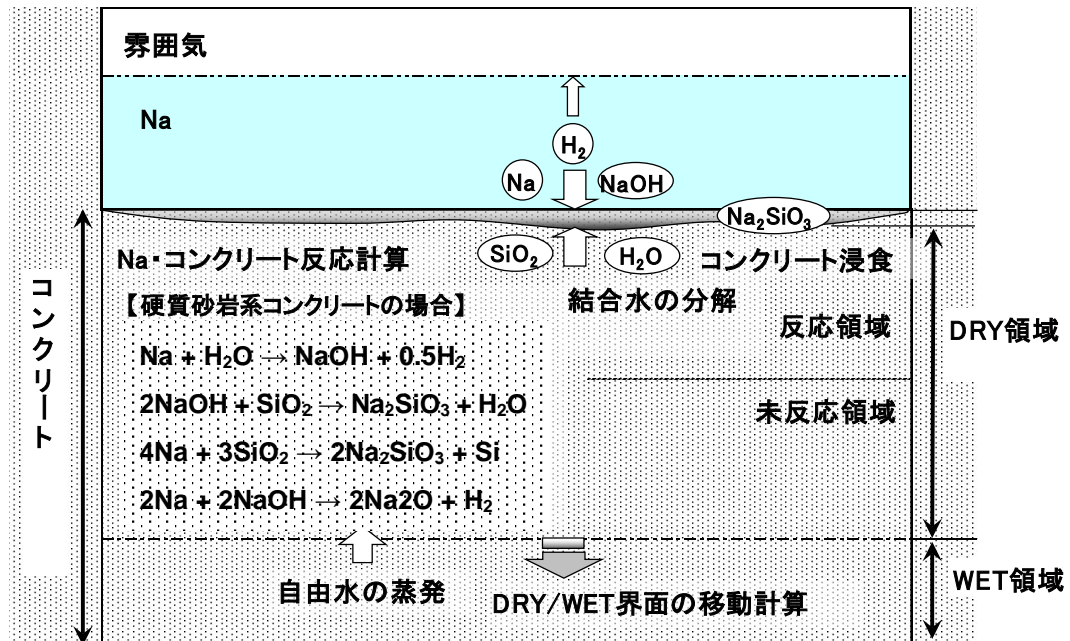 雰囲気
Na
H₂
Na
NaOH
Na₂SiO₃
SiO₂
H₂O
Na・コンクリート反応計算
コンクリート浸食
【硬質砂岩系コンクリートの場合】
結合水の分解
反応領域
DRY領域
Na + H₂O → NaOH + 0.5H₂
2NaOH + SiO₂ → Na₂SiO₃ + H₂O
未反応領域
4Na + 3SiO₂ → 2Na₂SiO₃ + Si
2Na + 2NaOH → 2Na2O + H₂
コンクリート
自由水の蒸発
DRY/WET界面の移動計算
WET領域